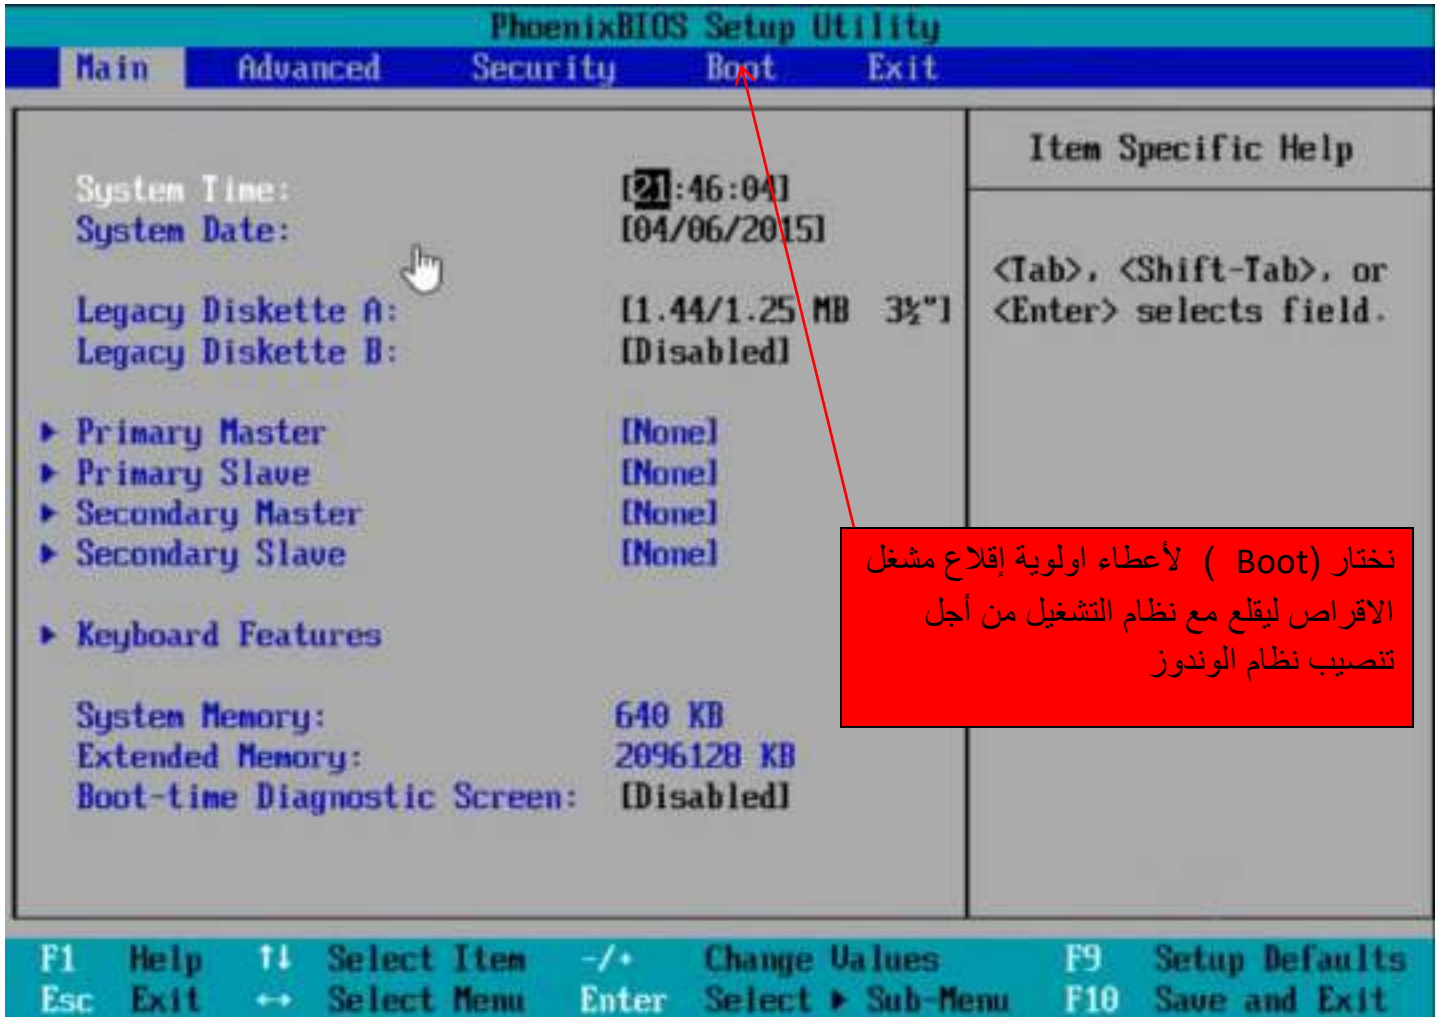 PhoenixBIOS Setup Utility
Main Advanced Security Boot Exit
Item Specific Help
System Time: [21:46:04]
System Date: [04/06/2015]
<Tab>, <Shift-Tab>, or
<Enter> selects field.
Legacy Diskette A: [1.44/1.25 MB 3½"]
Legacy Diskette B: [Disabled]
Primary Master [None]
Primary Slave [None]
Secondary Master [None]
Secondary Slave [None]
نختار (Boot ) لأعطاء اولوية إقلاع مشغل
الاقراص ليقلع مع نظام التشغيل من أجل
تنصيب نظام الوندوز
Keyboard Features
System Memory: 640 KB
Extended Memory: 2096128 KB
Boot-time Diagnostic Screen: [Disabled]
F1 Help ↑↓ Select Item -/+ Change Values F9 Setup Defaults
Esc Exit ↔ Select Menu Enter Select ▶ Sub-Menu F10 Save and Exit